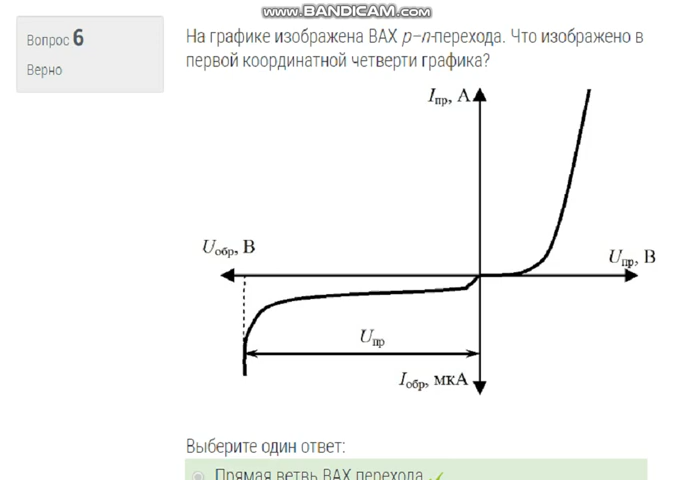 WWW.BANDICAM.COM
Вопрос 6
Верно
На графике изображена ВАХ p−n-перехода. Что изображено в
первой координатной четверти графика?
Iпр, А
Uобр, В
Uпр, В
Uпр
Iобр, мкА
Выберите один ответ:
Прямая ветвь ВАХ перехода